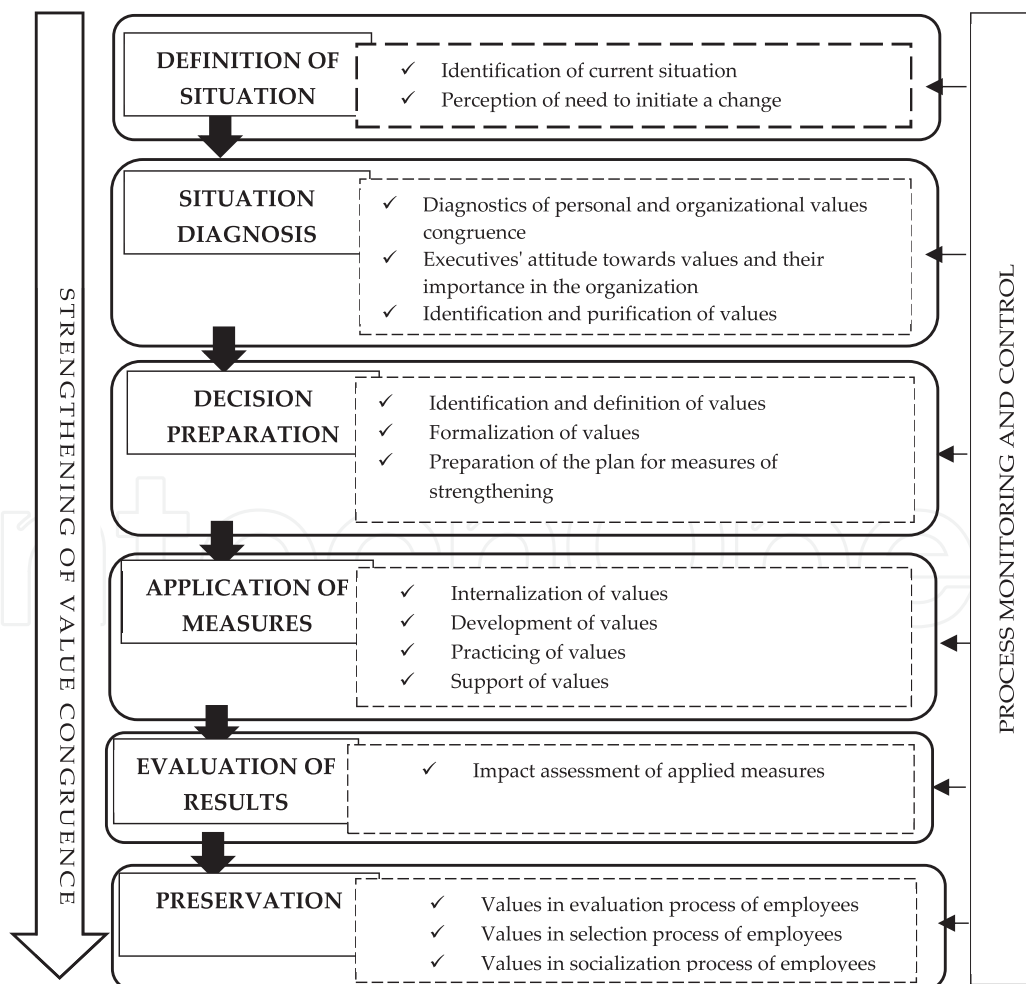 DEFINITION OF
SITUATION
✓ Identification of current situation
✓ Perception of need to initiate a change
SITUATION
DIAGNOSIS
✓ Diagnostics of personal and organizational values
congruence
✓ Executives' attitude towards values and their
importance in the organization
✓ Identification and purification of values
DECISION
PREPARATION
✓ Identification and definition of values
✓ Formalization of values
✓ Preparation of the plan for measures of
strengthening
APPLICATION OF
MEASURES
✓ Internalization of values
✓ Development of values
✓ Practicing of values
✓ Support of values
EVALUATION OF
RESULTS
✓ Impact assessment of applied measures
PRESERVATION
✓ Values in evaluation process of employees
✓ Values in selection process of employees
✓ Values in socialization process of employees
STRENGTHENING OF VALUE CONGRUENCE
PROCESS MONITORING AND CONTROL